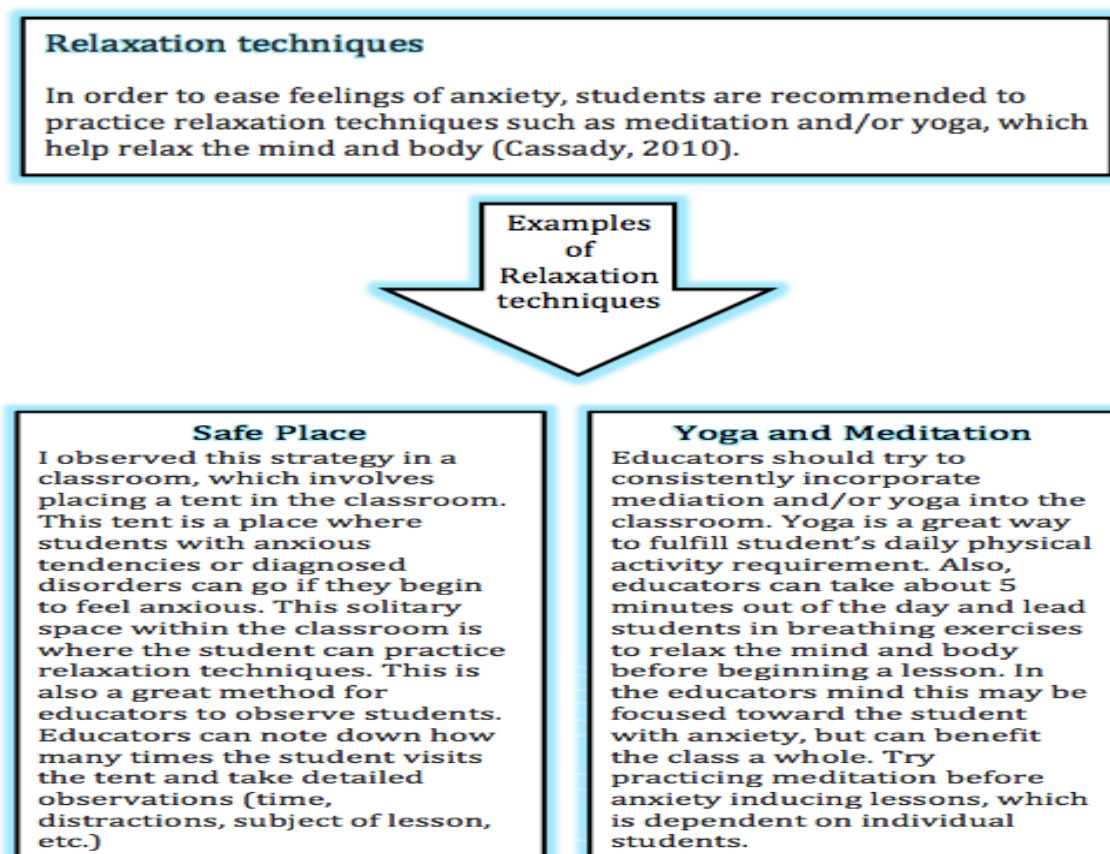 Relaxation techniques
In order to ease feelings of anxiety, students are recommended to
practice relaxation techniques such as meditation and/or yoga, which
help relax the mind and body (Cassady, 2010).
Examples
of
Relaxation
techniques
Safe Place
I observed this strategy in a
classroom, which involves
placing a tent in the classroom.
This tent is a place where
students with anxious
tendencies or diagnosed
disorders can go if they begin
to feel anxious. This solitary
space within the classroom is
where the student can practice
relaxation techniques. This is
also a great method for
educators to observe students.
Educators can note down how
many times the student visits
the tent and take detailed
observations (time,
distractions, subject of lesson,
etc.)
Yoga and Meditation
Educators should try to
consistently incorporate
mediation and/or yoga into the
classroom. Yoga is a great way
to fulfill student’s daily physical
activity requirement. Also,
educators can take about 5
minutes out of the day and lead
students in breathing exercises
to relax the mind and body
before beginning a lesson. In
the educators mind this may be
focused toward the student
with anxiety, but can benefit
the class a whole. Try
practicing meditation before
anxiety inducing lessons, which
is dependent on individual
students.